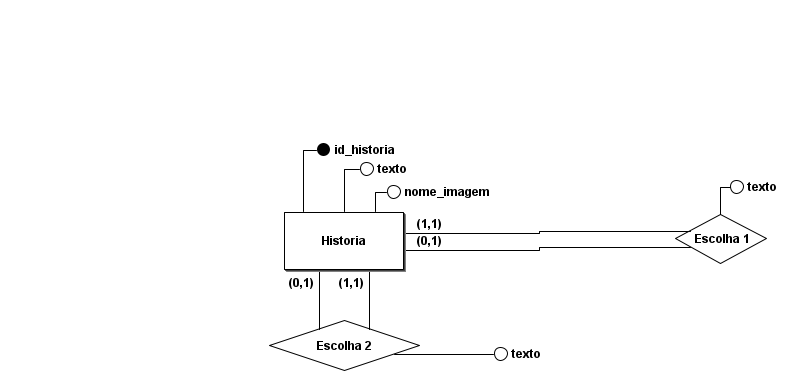 id_historia
texto
nome_imagem
texto
(1,1)
Historia
(0,1)
Escolha 1
(0,1)
(1,1)
Escolha 2
texto